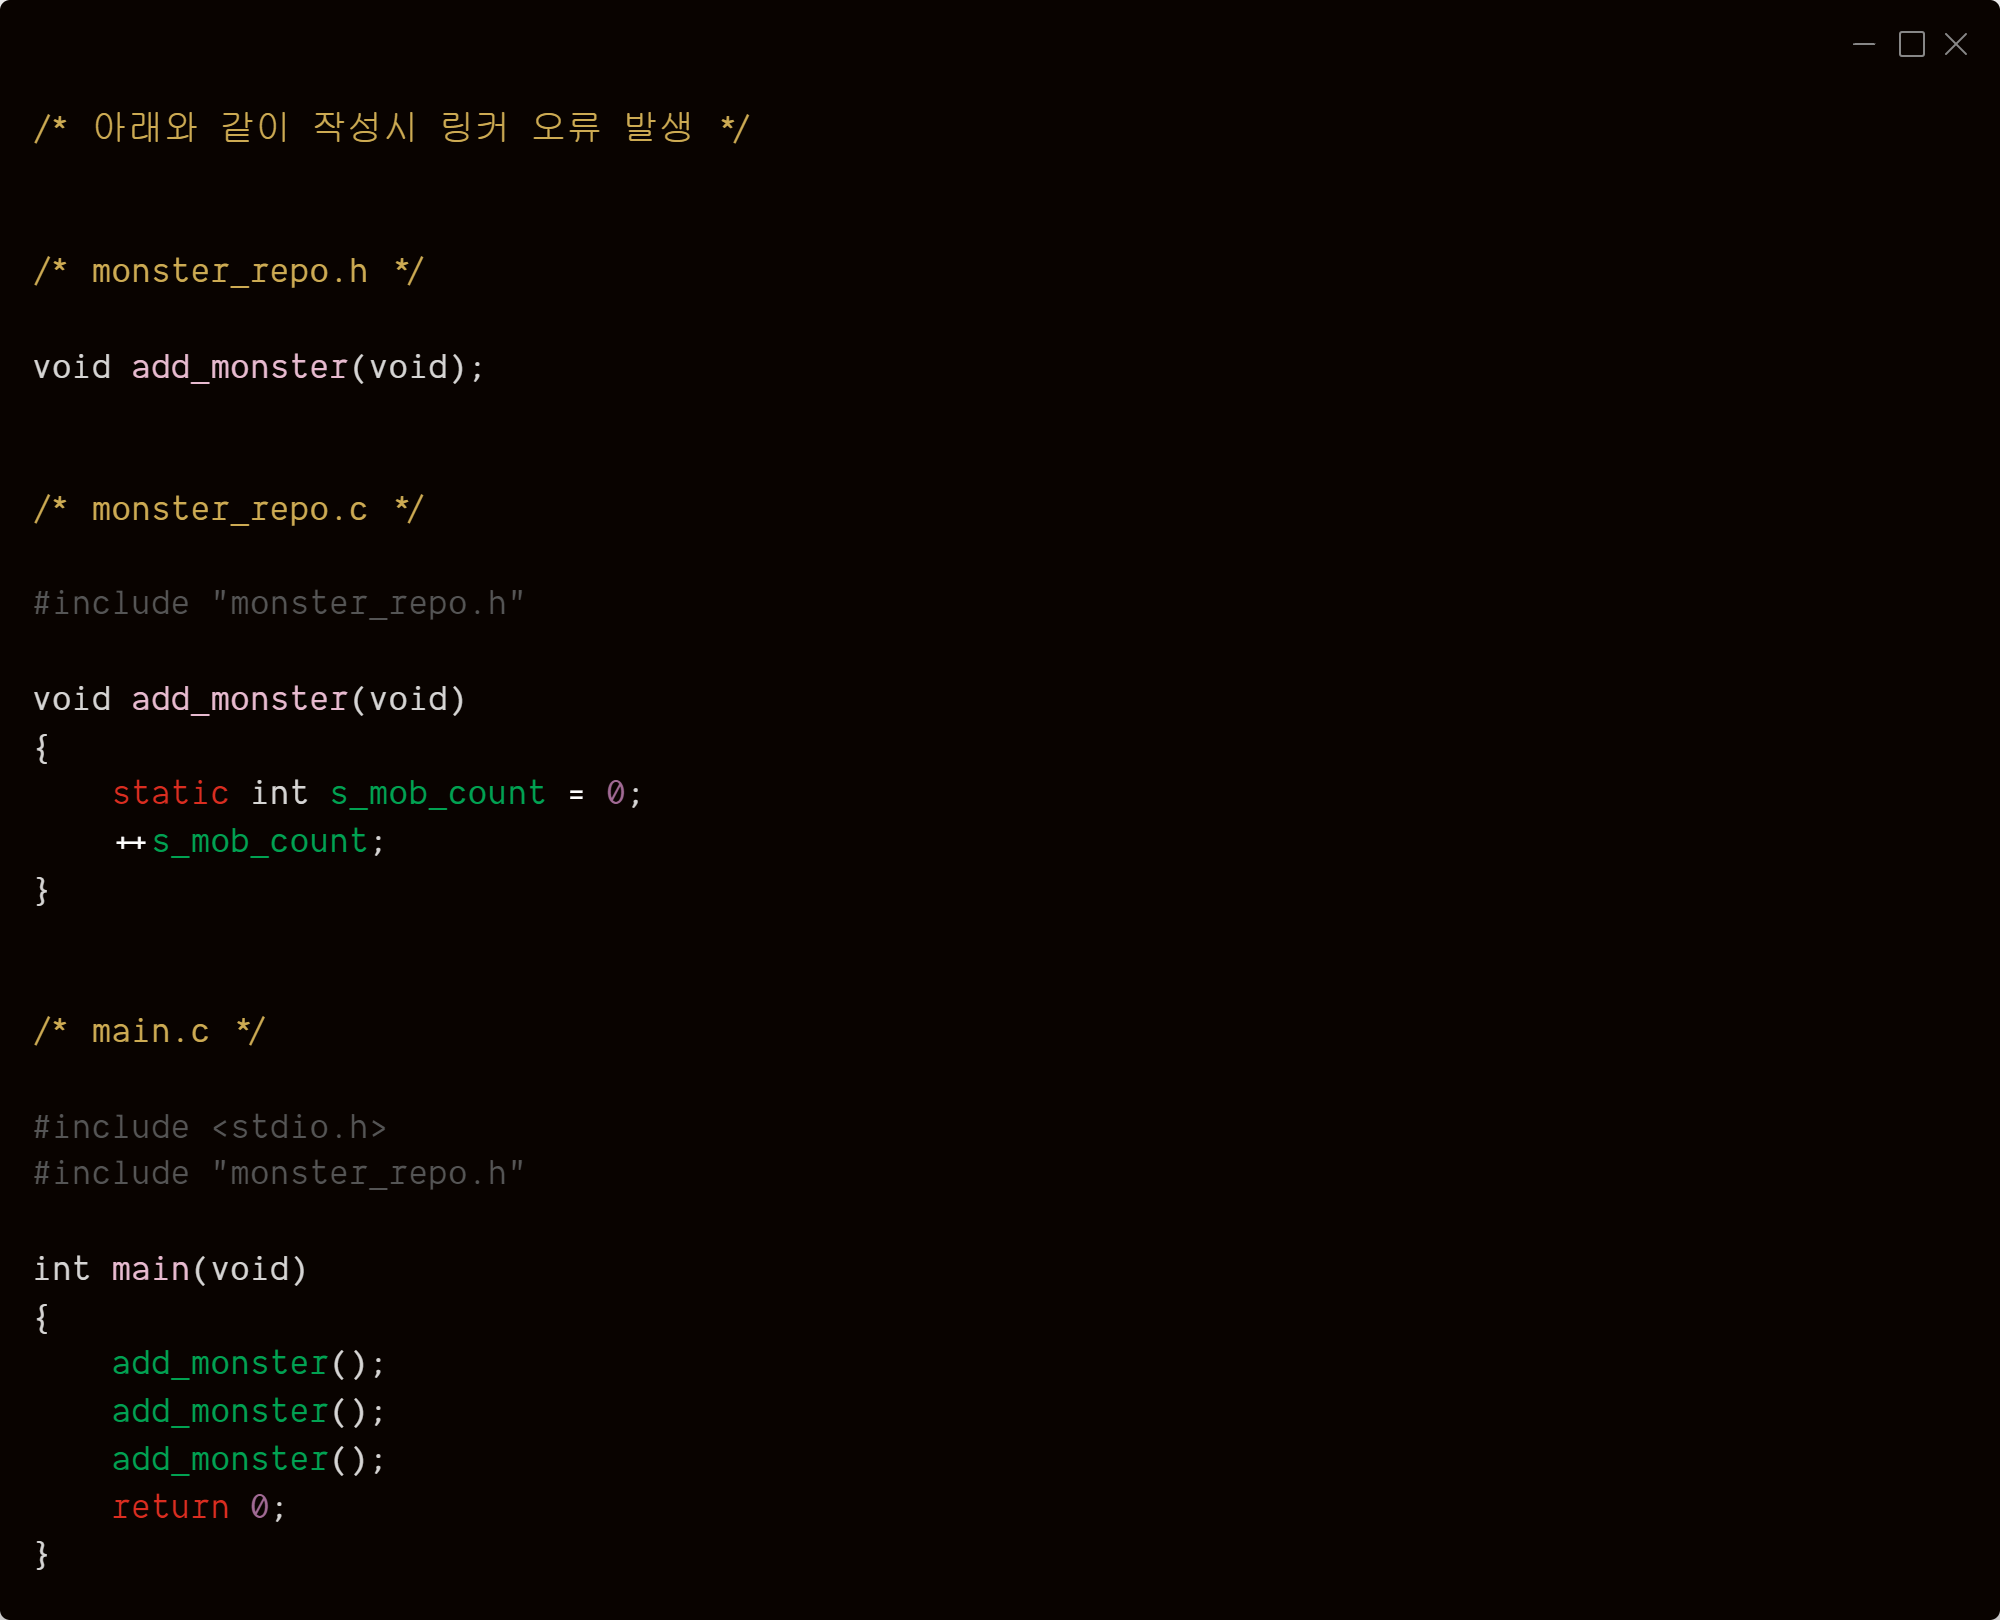 /* 아래와 같이 작성시 링커 오류 발생 */
/* monster_repo.h */
void add_monster(void);
/* monster_repo.c */
#include "monster_repo.h"
void add_monster(void)
{
    static int s_mob_count = 0;
    ++s_mob_count;
}
/* main.c */
#include <stdio.h>
#include "monster_repo.h"
int main(void)
{
    add_monster();
    add_monster();
    add_monster();
    return 0;
}